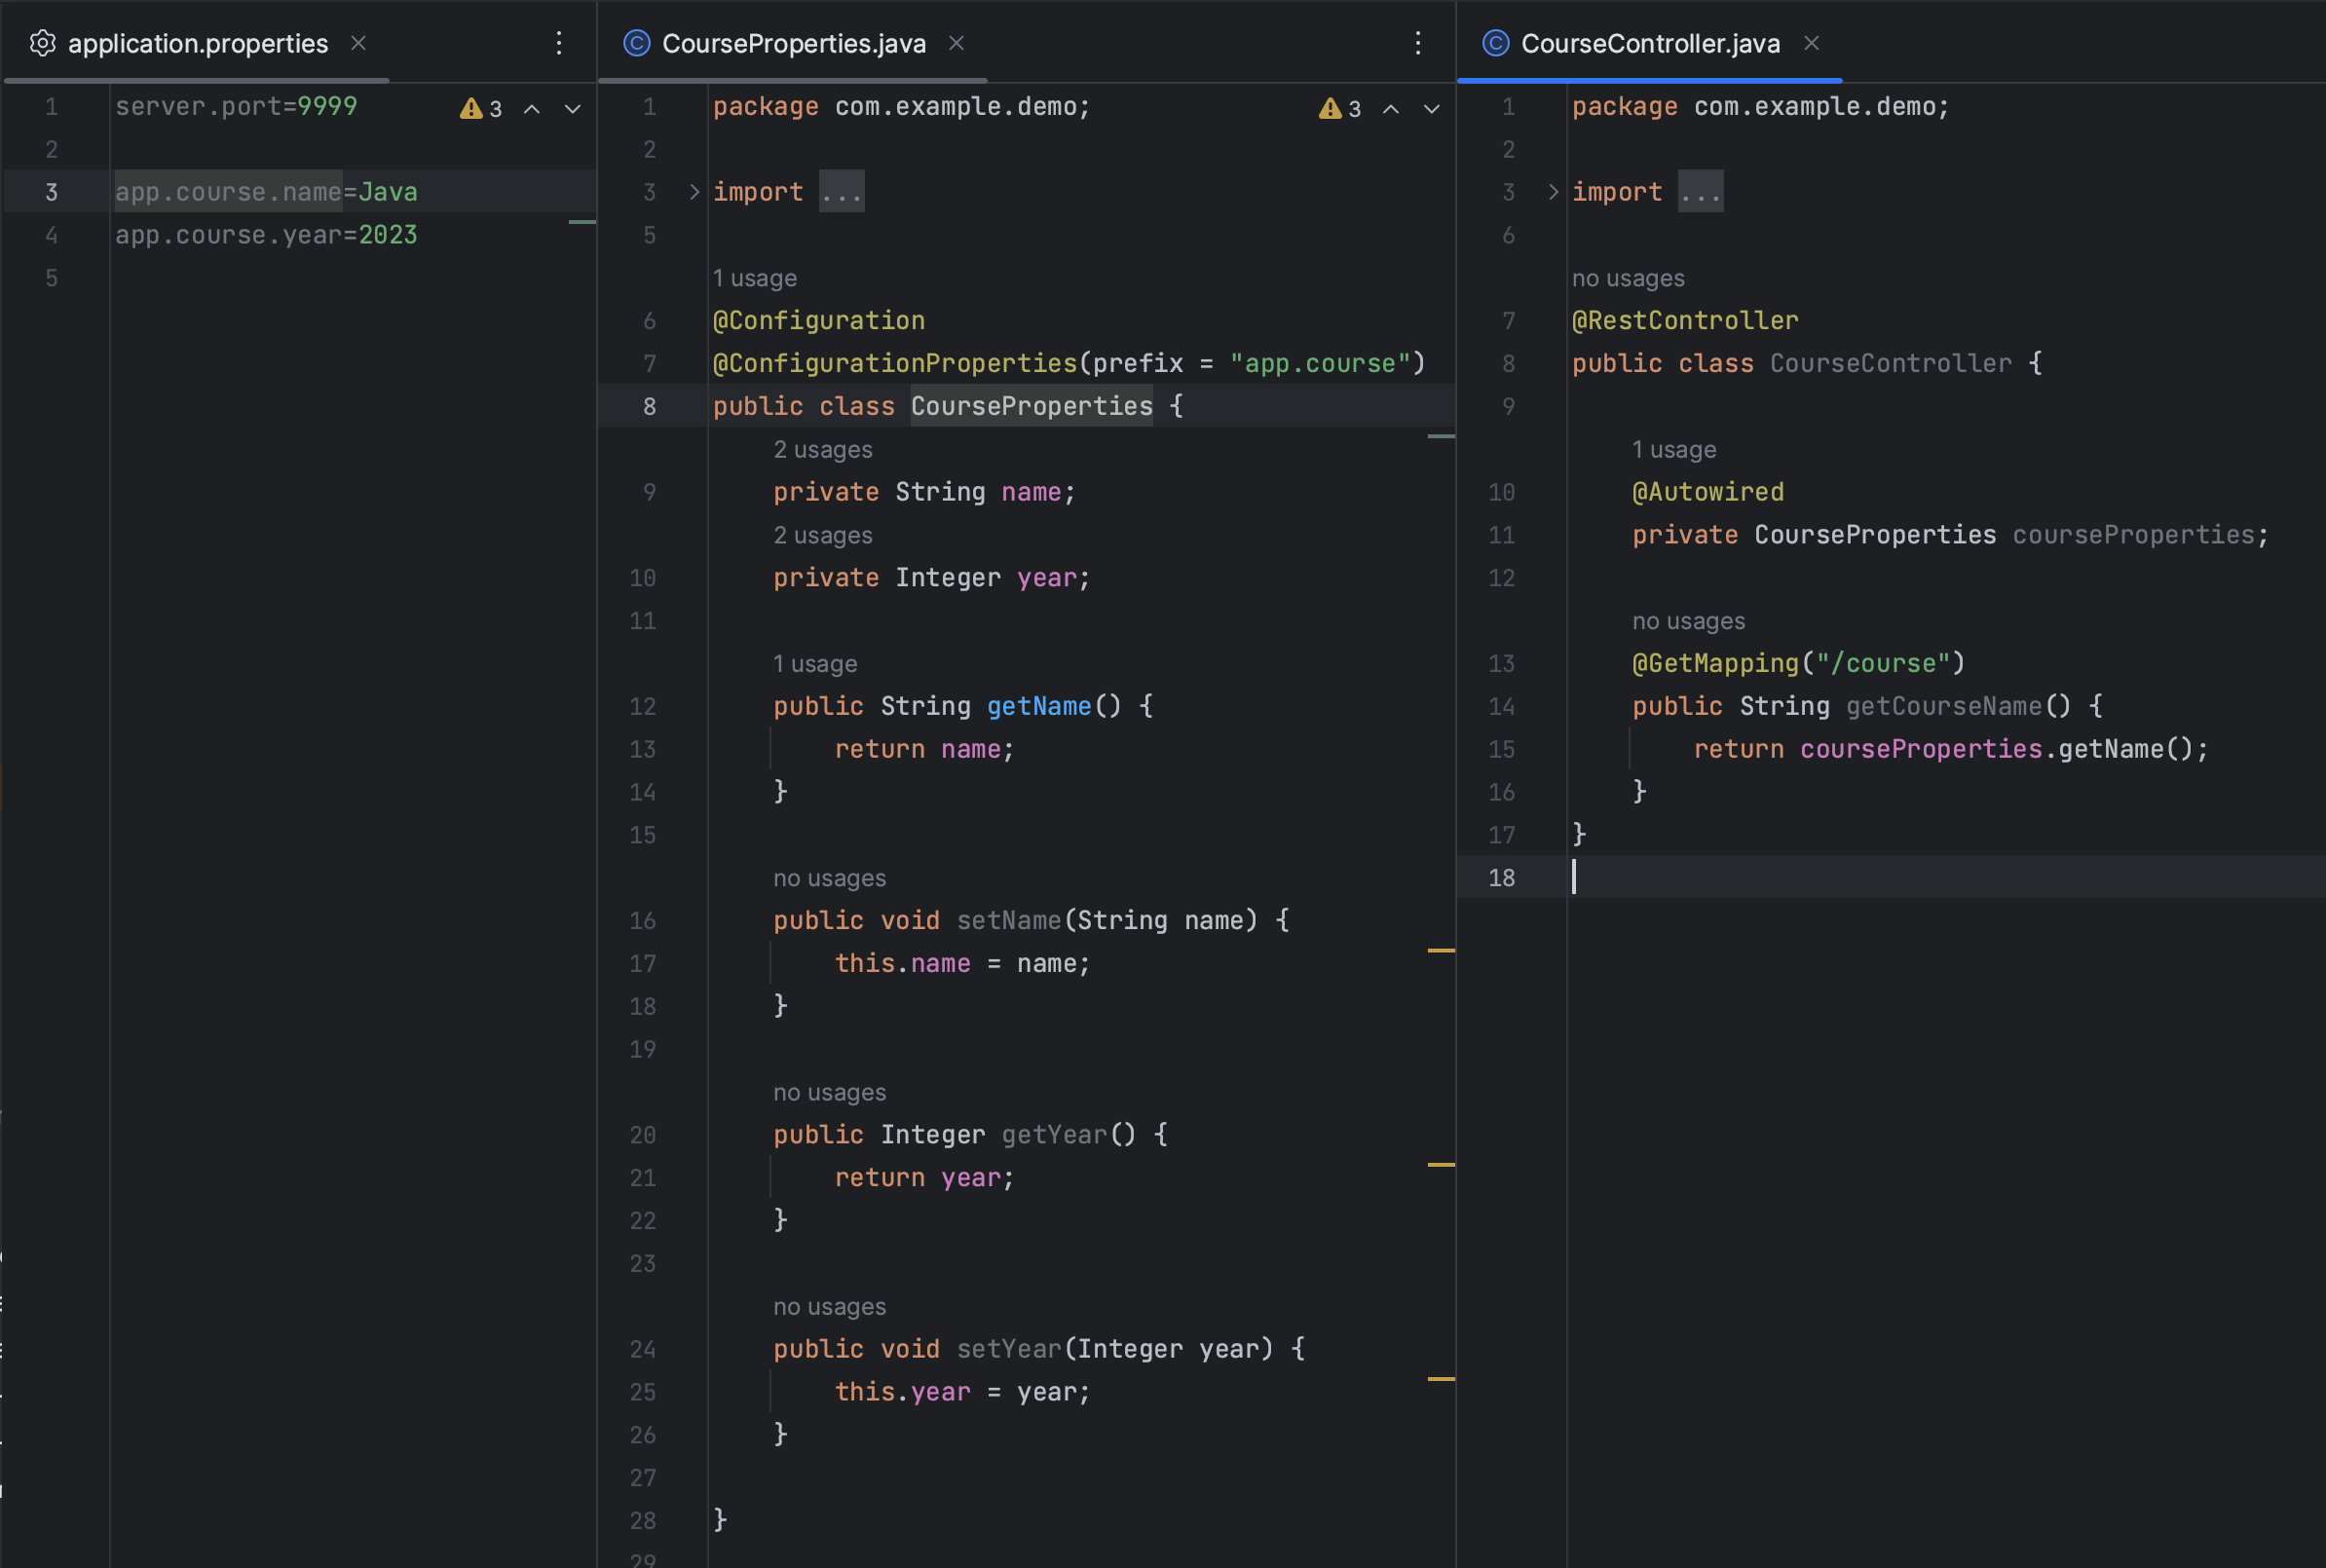 application.properties
1 server.port=9999 3
2
3 app.course.name=Java
4 app.course.year=2023
5
CourseProperties.java
1 package com.example.demo; 3
2
3 import ...
5
1 usage
6 @Configuration
7 @ConfigurationProperties(prefix = "app.course")
8 public class CourseProperties {
2 usages
9 private String name;
2 usages
10 private Integer year;
11
1 usage
12 public String getName() {
13 return name;
14 }
15
no usages
16 public void setName(String name) {
17 this.name = name;
18 }
19
no usages
20 public Integer getYear() {
21 return year;
22 }
23
no usages
24 public void setYear(Integer year) {
25 this.year = year;
26 }
27
28 }
29
CourseController.java
1 package com.example.demo;
2
3 import ...
6
no usages
7 @RestController
8 public class CourseController {
9
1 usage
10 @Autowired
11 private CourseProperties courseProperties;
12
no usages
13 @GetMapping("/course")
14 public String getCourseName() {
15 return courseProperties.getName();
16 }
17 }
18